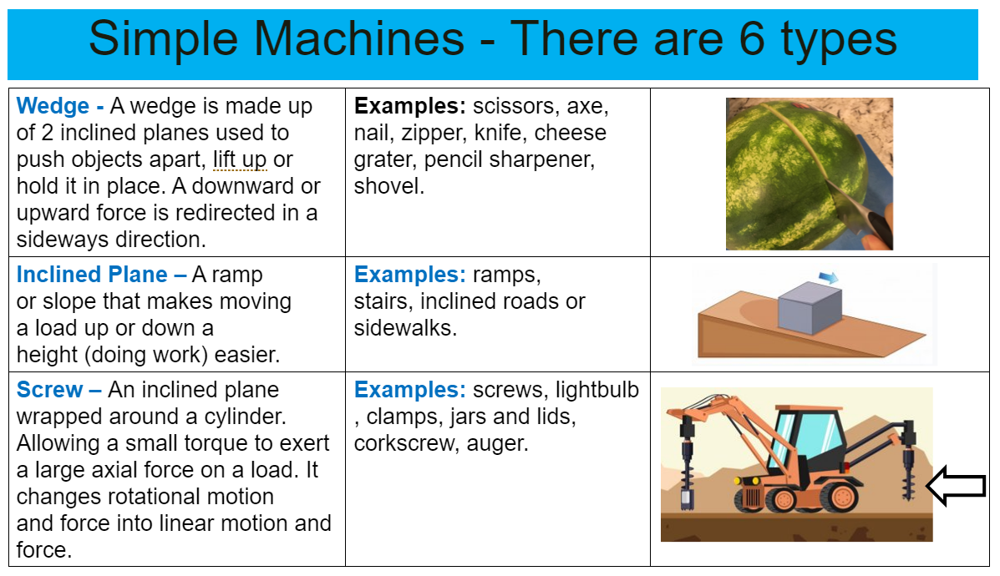 Simple Machines - There are 6 types
Wedge - A wedge is made up
of 2 inclined planes used to
push objects apart, lift up or
hold it in place. A downward or
upward force is redirected in a
sideways direction.
Examples: scissors, axe,
nail, zipper, knife, cheese
grater, pencil sharpener,
shovel.
Inclined Plane – A ramp
or slope that makes moving
a load up or down a
height (doing work) easier.
Examples: ramps,
stairs, inclined roads or
sidewalks.
Screw – An inclined plane
wrapped around a cylinder.
Allowing a small torque to exert
a large axial force on a load. It
changes rotational motion
and force into linear motion and
force.
Examples: screws, lightbulb
, clamps, jars and lids,
corkscrew, auger.